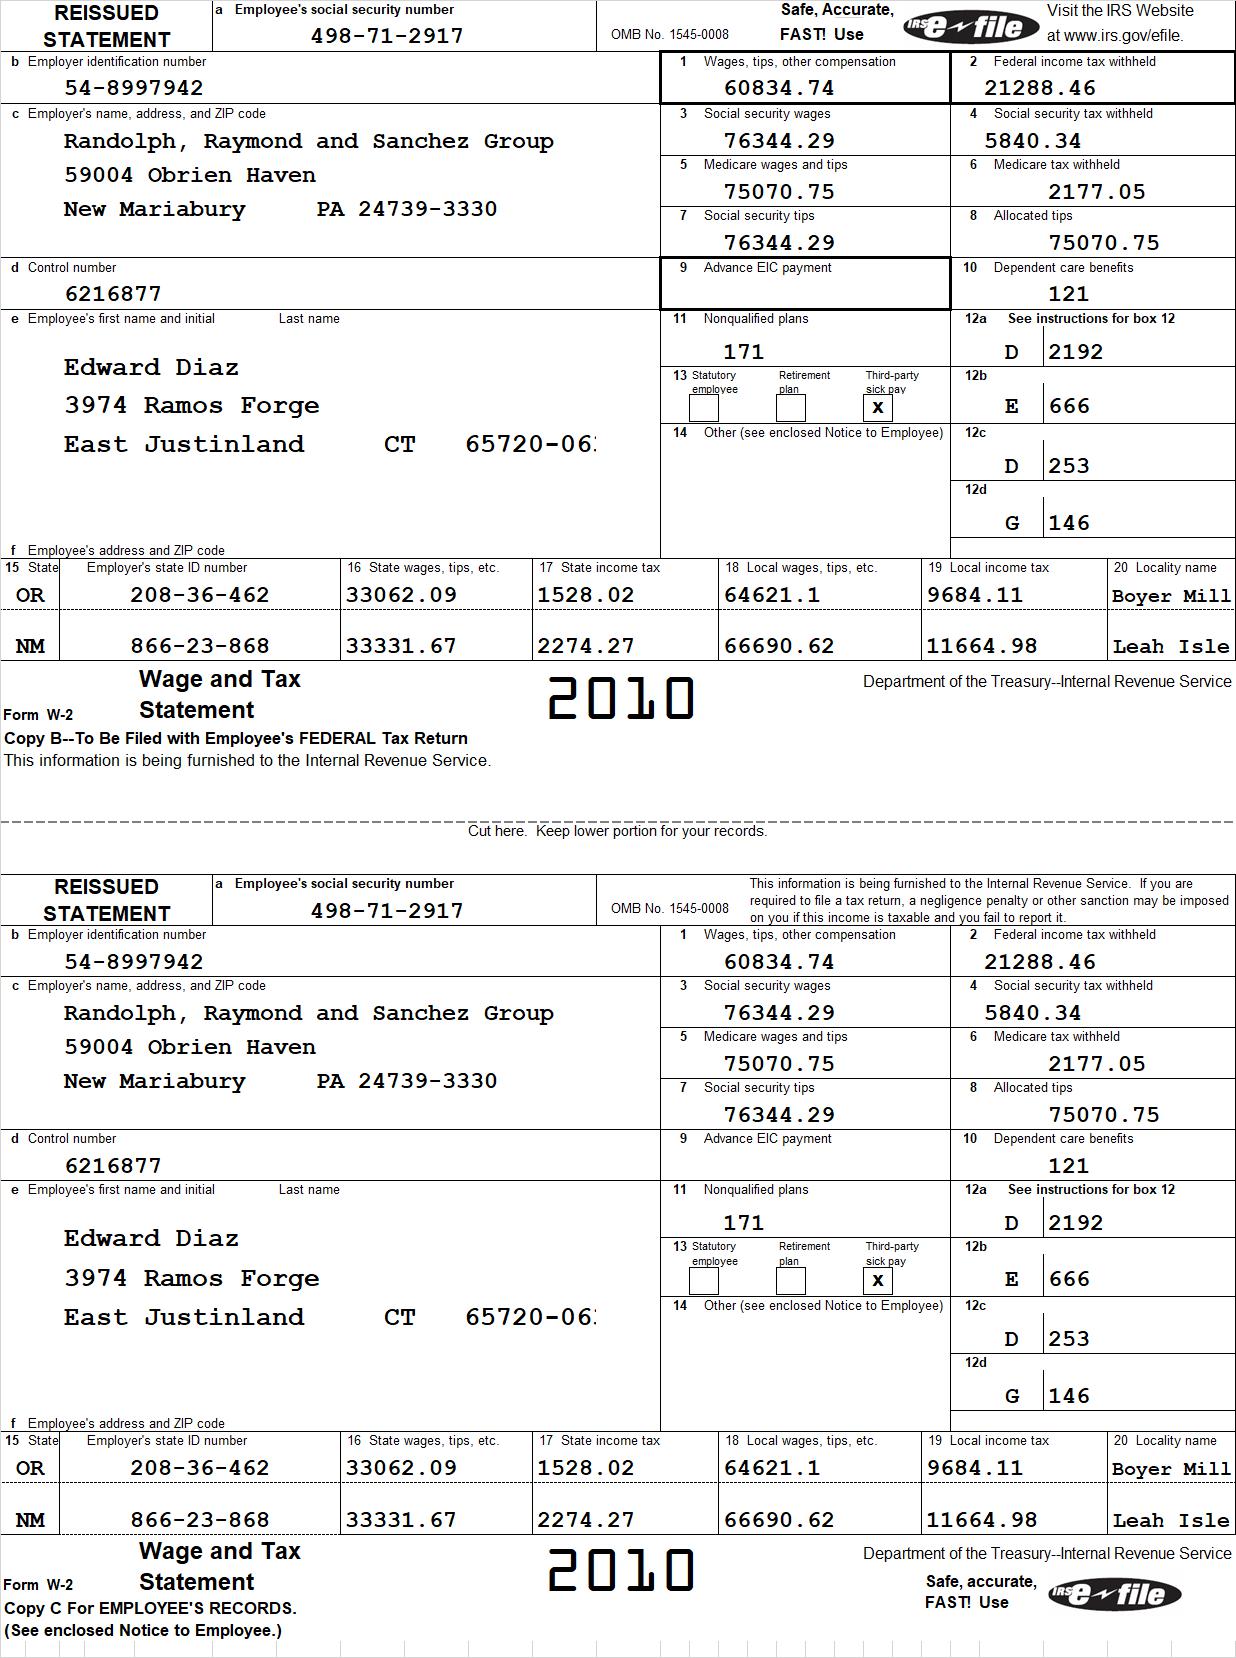 REISSUED STATEMENT
a Employee's social security number
498-71-2917
OMB No. 1545-0008
Safe, Accurate, FAST! Use
IRS e-file
Visit the IRS Website at www.irs.gov/efile.
b Employer identification number
54-8997942
1 Wages, tips, other compensation
60834.74
2 Federal income tax withheld
21288.46
c Employer's name, address, and ZIP code
Randolph, Raymond and Sanchez Group
59004 Obrien Haven
New Mariabury PA 24739-3330
3 Social security wages
76344.29
4 Social security tax withheld
5840.34
5 Medicare wages and tips
75070.75
6 Medicare tax withheld
2177.05
7 Social security tips
76344.29
8 Allocated tips
75070.75
d Control number
6216877
9 Advance EIC payment
10 Dependent care benefits
121
e Employee's first name and initial Last name
Edward Diaz
3974 Ramos Forge
East Justinland CT 65720-06
11 Nonqualified plans
171
12a See instructions for box 12
D 2192
13 Statutory employee Retirement plan Third-party sick pay
X
12b
E 666
14 Other (see enclosed Notice to Employee)
12c
D 253
12d
G 146
f Employee's address and ZIP code
15 State Employer's state ID number 16 State wages, tips, etc. 17 State income tax 18 Local wages, tips, etc. 19 Local income tax 20 Locality name
OR 208-36-462 33062.09 1528.02 64621.1 9684.11 Boyer Mill
NM 866-23-868 33331.67 2274.27 66690.62 11664.98 Leah Isle
Form W-2 Wage and Tax Statement 2010 Department of the Treasury--Internal Revenue Service
Copy B--To Be Filed with Employee's FEDERAL Tax Return
This information is being furnished to the Internal Revenue Service.
Cut here. Keep lower portion for your records.
REISSUED STATEMENT
a Employee's social security number
498-71-2917
OMB No. 1545-0008
This information is being furnished to the Internal Revenue Service. If you are
required to file a tax return, a negligence penalty or other sanction may be imposed
on you if this income is taxable and you fail to report it.
b Employer identification number
54-8997942
1 Wages, tips, other compensation
60834.74
2 Federal income tax withheld
21288.46
c Employer's name, address, and ZIP code
Randolph, Raymond and Sanchez Group
59004 Obrien Haven
New Mariabury PA 24739-3330
3 Social security wages
76344.29
4 Social security tax withheld
5840.34
5 Medicare wages and tips
75070.75
6 Medicare tax withheld
2177.05
7 Social security tips
76344.29
8 Allocated tips
75070.75
d Control number
6216877
9 Advance EIC payment
10 Dependent care benefits
121
e Employee's first name and initial Last name
Edward Diaz
3974 Ramos Forge
East Justinland CT 65720-06
11 Nonqualified plans
171
12a See instructions for box 12
D 2192
13 Statutory employee Retirement plan Third-party sick pay
X
12b
E 666
14 Other (see enclosed Notice to Employee)
12c
D 253
12d
G 146
f Employee's address and ZIP code
15 State Employer's state ID number 16 State wages, tips, etc. 17 State income tax 18 Local wages, tips, etc. 19 Local income tax 20 Locality name
OR 208-36-462 33062.09 1528.02 64621.1 9684.11 Boyer Mill
NM 866-23-868 33331.67 2274.27 66690.62 11664.98 Leah Isle
Form W-2 Wage and Tax Statement 2010 Department of the Treasury--Internal Revenue Service
Safe, accurate, FAST! Use
IRS e-file
Copy C For EMPLOYEE'S RECORDS.
(See enclosed Notice to Employee.)